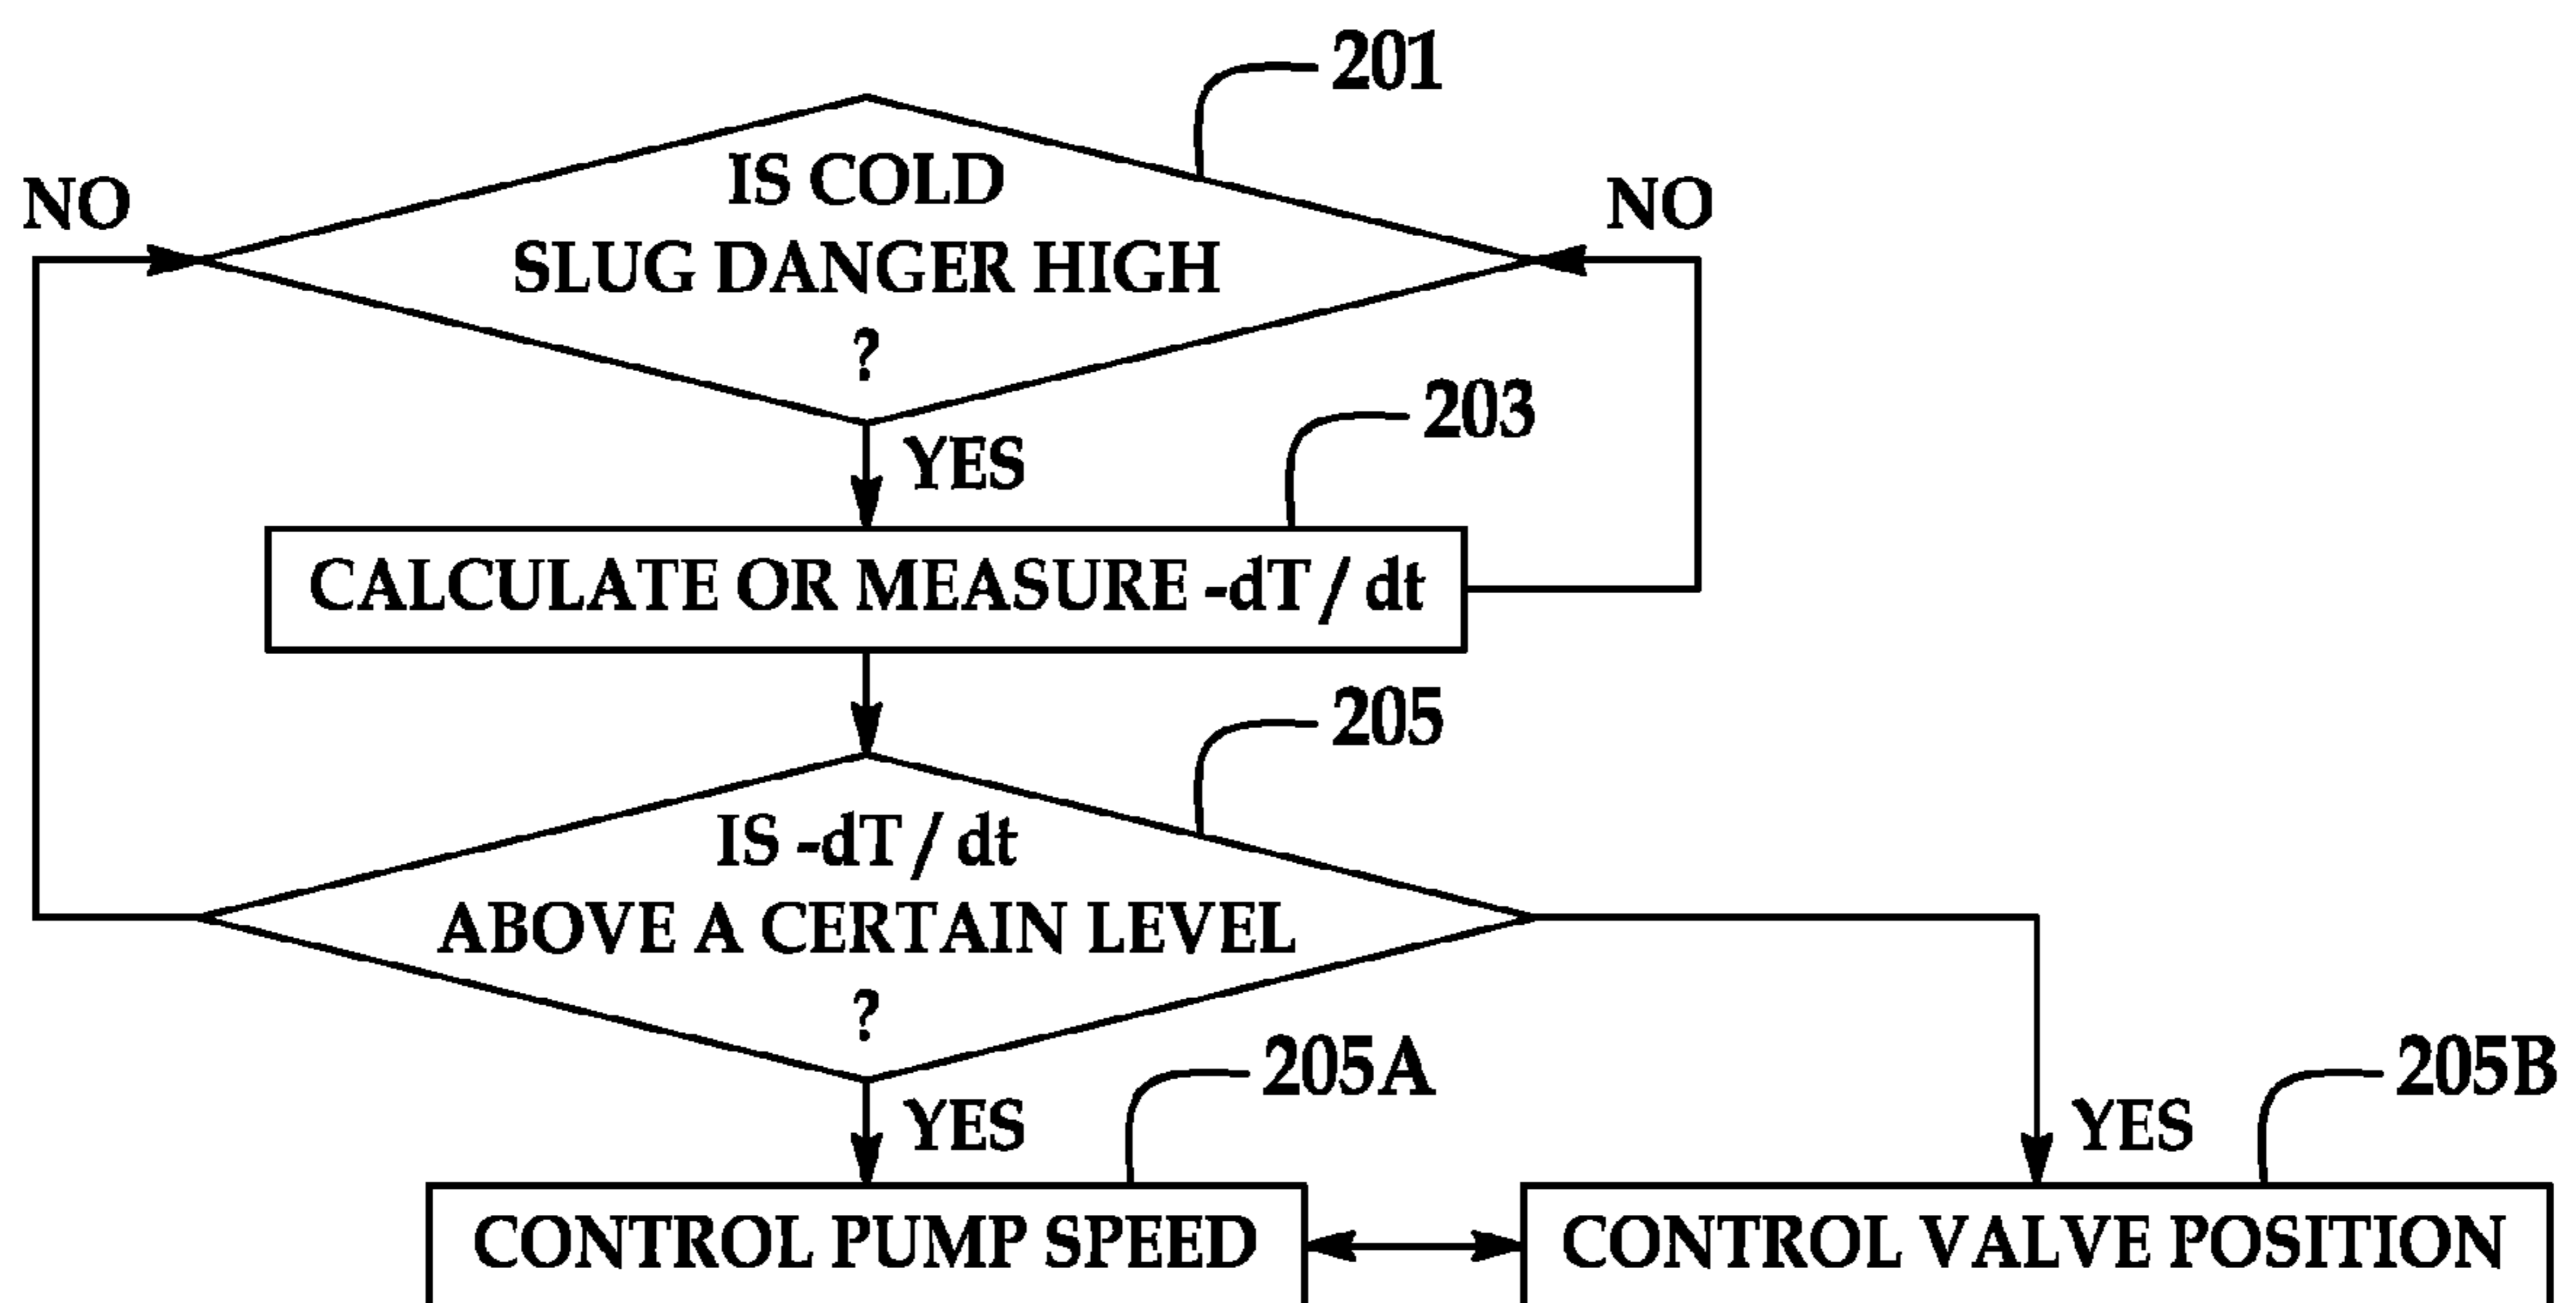 201
IS COLD
SLUG DANGER HIGH
?
NO
NO
YES
203
CALCULATE OR MEASURE -dT/dt
205
IS -dT/dt
ABOVE A CERTAIN LEVEL
?
YES
205A
YES
205B
CONTROL PUMP SPEED
CONTROL VALVE POSITION